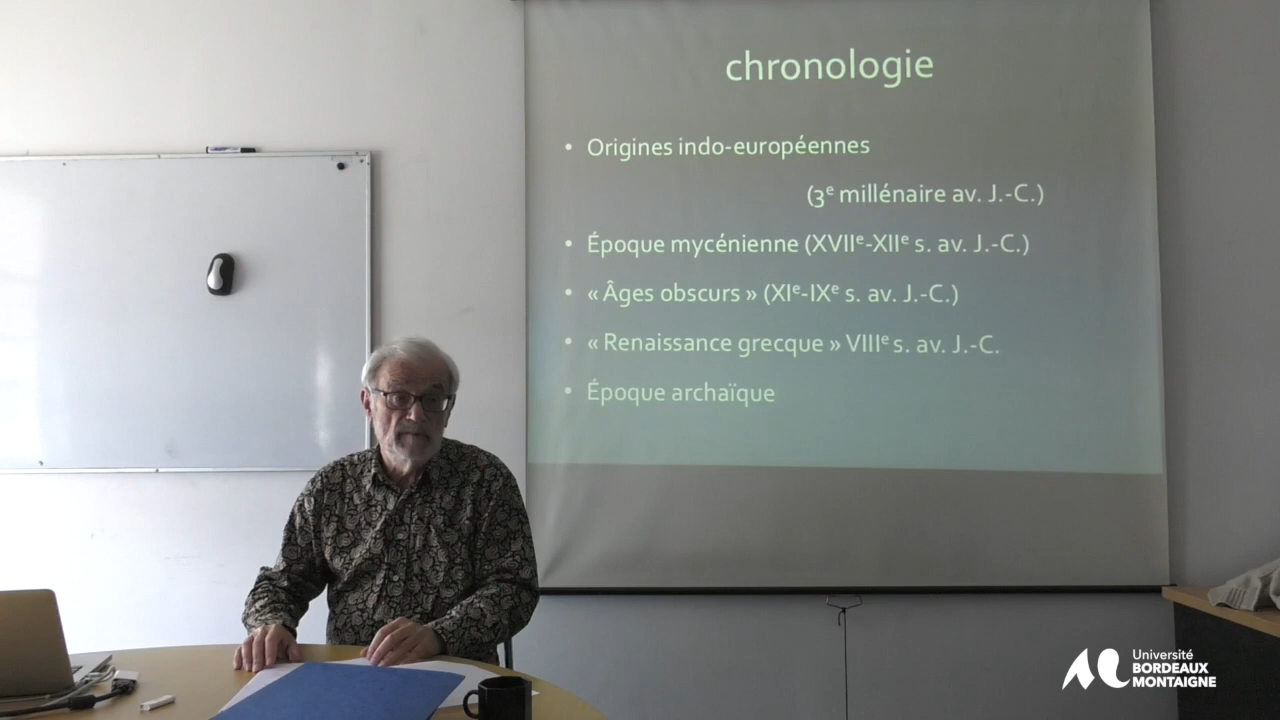 chronologie
• Origines indo-européennes
(3e millénaire av. J.-C.)
• Époque mycénienne (XVIIe-XIIe s. av. J.-C.)
• « Âges obscurs » (XIe-IXe s. av. J.-C.)
• « Renaissance grecque » VIIIe s. av. J.-C.
• Époque archaïque
Université
BORDEAUX
MONTAIGNE